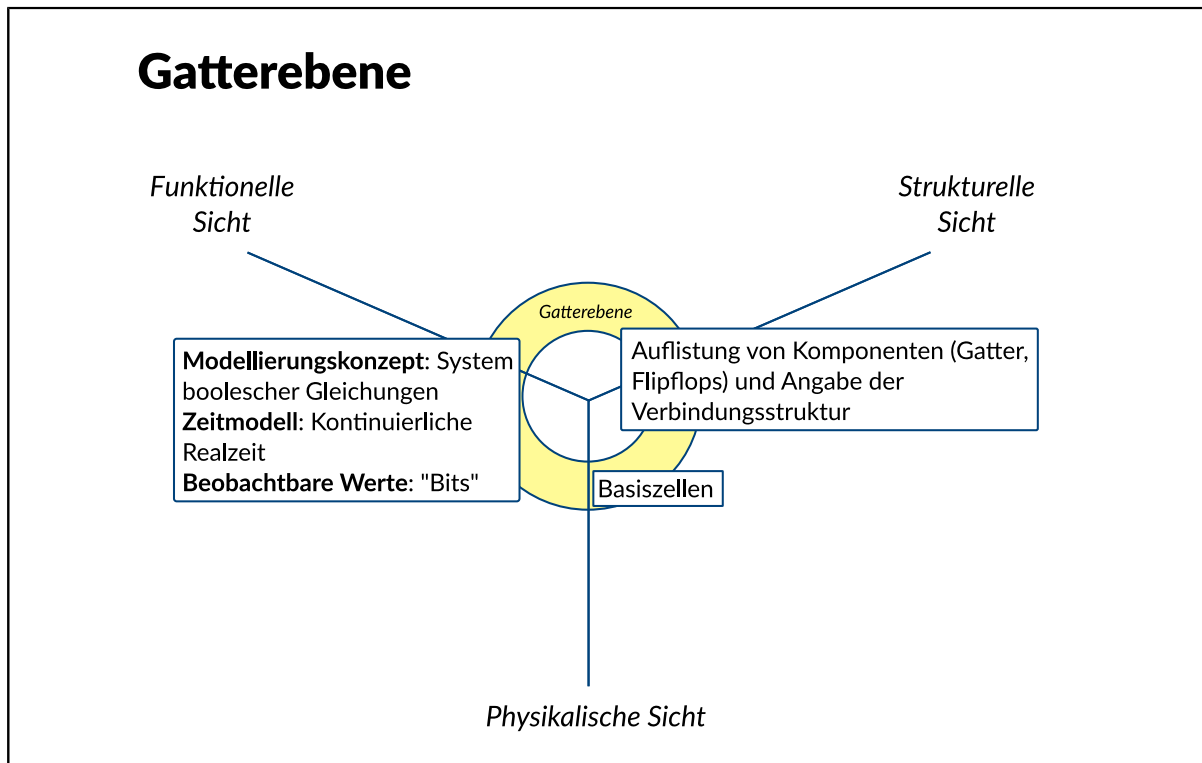 Gatterebene
Funktionelle
Sicht
Strukturelle
Sicht
Gatterebene
Modellierungskonzept: System
boolescher Gleichungen
Zeitmodell: Kontinuierliche
Realzeit
Beobachtbare Werte: "Bits"
Auflistung von Komponenten (Gatter,
Flipflops) und Angabe der
Verbindungsstruktur
Basiszellen
Physikalische Sicht